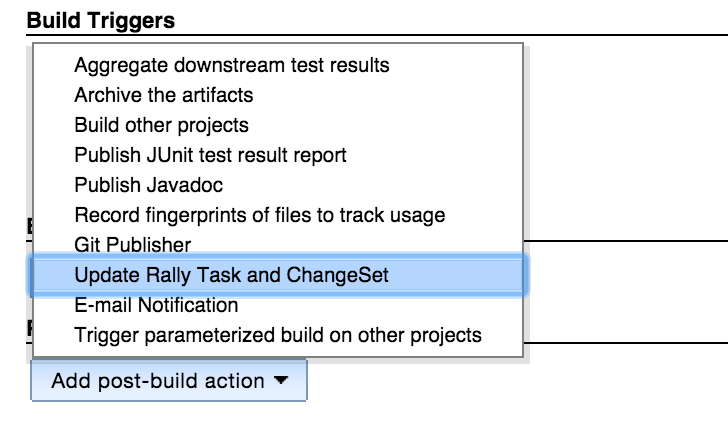 Build Triggers
Aggregate downstream test results
Archive the artifacts
Build other projects
Publish JUnit test result report
Publish Javadoc
Record fingerprints of files to track usage
Git Publisher
Update Rally Task and ChangeSet
E-mail Notification
Trigger parameterized build on other projects
Add post-build action